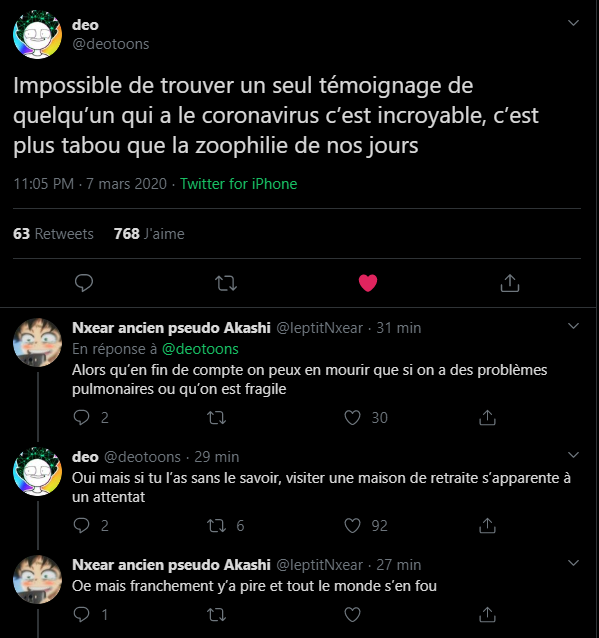 deo
@deotoons
Impossible de trouver un seul témoignage de
quelqu’un qui a le coronavirus c’est incroyable, c’est
plus tabou que la zoophilie de nos jours
11:05 PM · 7 mars 2020 · Twitter for iPhone
63 Retweets 768 J'aime
Nxear ancien pseudo Akashi @leptitNxear · 31 min
En réponse à @deotoons
Alors qu’en fin de compte on peux en mourir que si on a des problèmes
pulmonaires ou qu’on est fragile
2 30
deo @deotoons · 29 min
Oui mais si tu l’as sans le savoir, visiter une maison de retraite s’apparente à
un attentat
2 6 92
Nxear ancien pseudo Akashi @leptitNxear · 27 min
Oe mais franchement y’a pire et tout le monde s’en fou
1